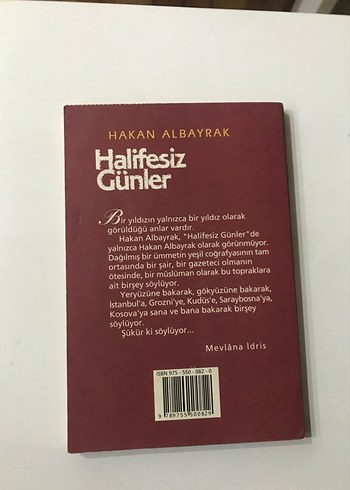 HAKAN ALBAYRAK
Halifesiz
Günler
Bir yıldızın yalnızca bir yıldız olarak
görüldüğü anlar vardır.
Hakan Albayrak, "Halifesiz Günler"de
yalnızca Hakan Albayrak olarak görünmüyor.
Dağılmış bir ümmetin yeşil coğrafyasının tam
ortasında bir şair, bir gazeteci olmanın
ötesinde, bir müslüman olarak bu topraklara
ait birşey söylüyor.
Yeryüzüne bakarak, gökyüzüne bakarak,
İstanbul'a, Grozni'ye, Kudüs'e, Saraybosna'ya,
Kosova'ya sana ve bana bakarak birşey
söylüyor.
Şükür ki söylüyor...
Mevlâna İdris
ISBN 975 - 550 - 082 - 0
9 789755 500829